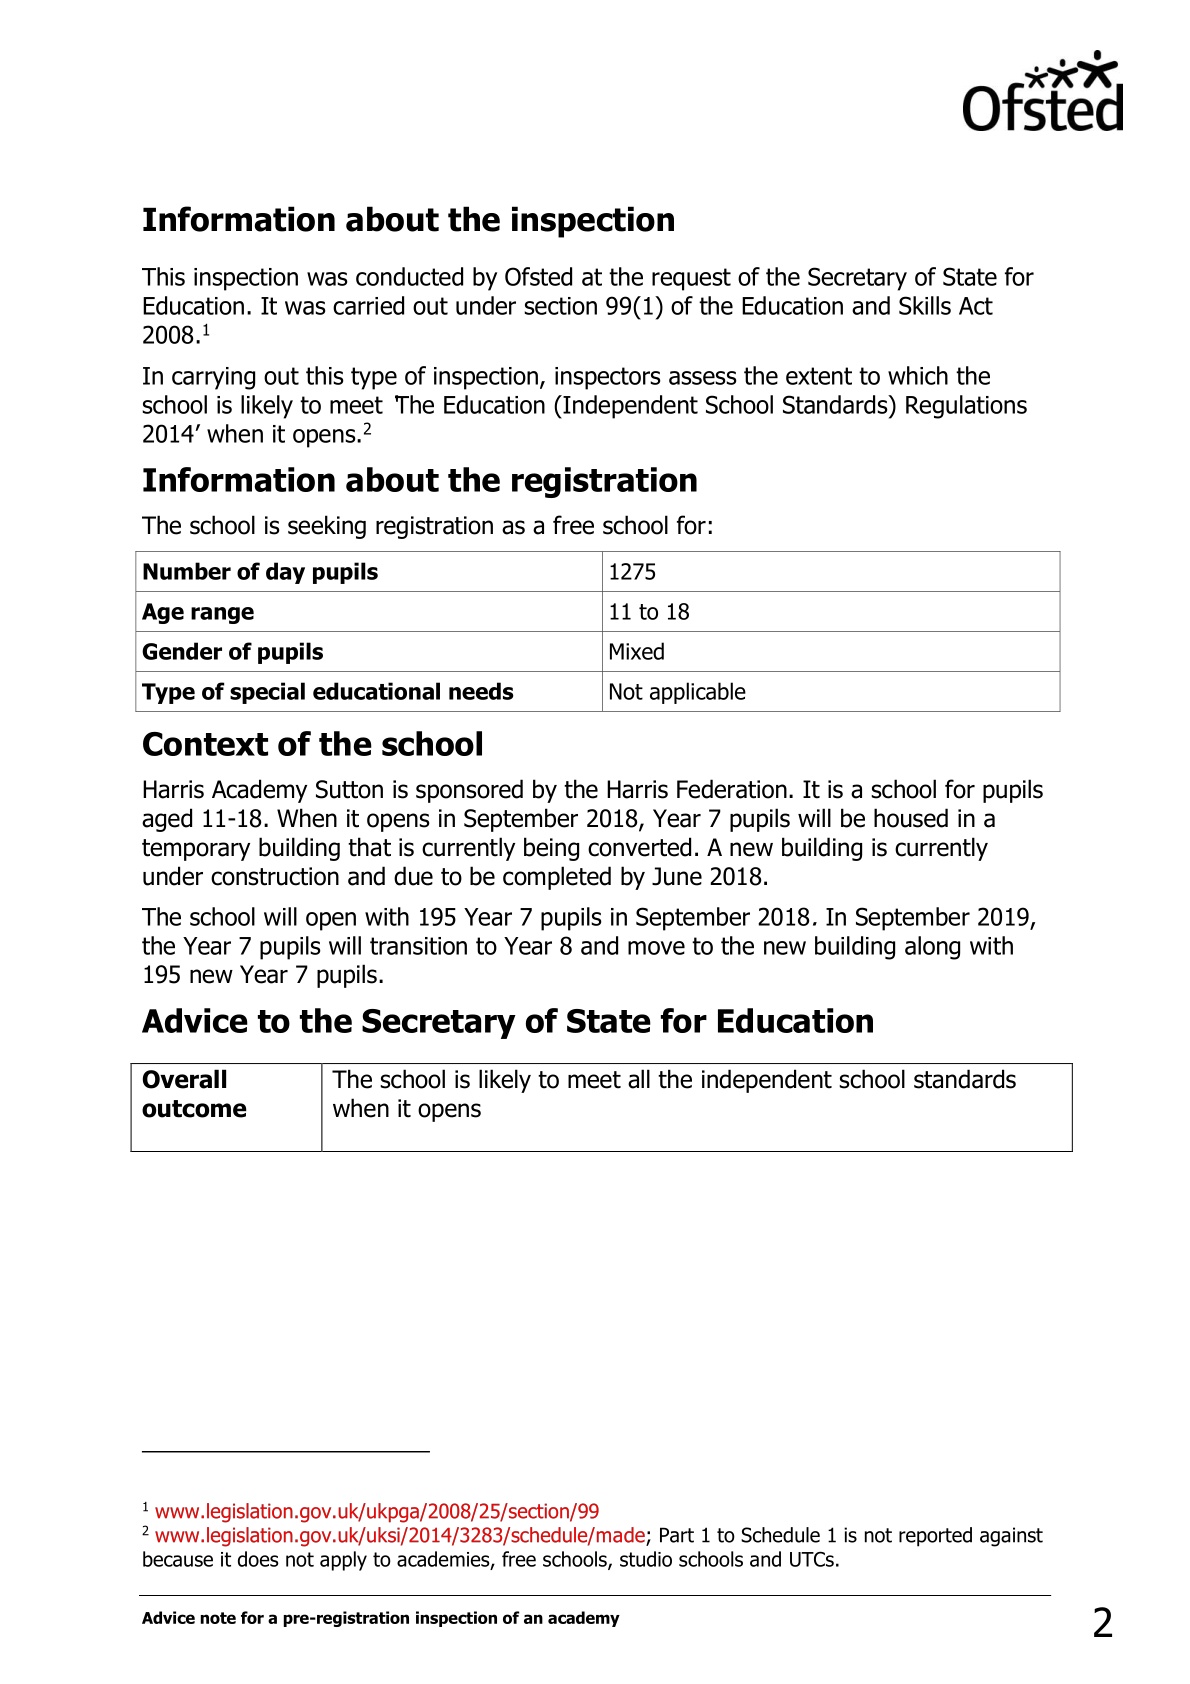 Ofsted
Information about the inspection
This inspection was conducted by Ofsted at the request of the Secretary of State for
Education. It was carried out under section 99(1) of the Education and Skills Act
2008.¹
In carrying out this type of inspection, inspectors assess the extent to which the
school is likely to meet ‘The Education (Independent School Standards) Regulations
2014’ when it opens.²
Information about the registration
The school is seeking registration as a free school for:
Number of day pupils 1275
Age range 11 to 18
Gender of pupils Mixed
Type of special educational needs Not applicable
Context of the school
Harris Academy Sutton is sponsored by the Harris Federation. It is a school for pupils
aged 11-18. When it opens in September 2018, Year 7 pupils will be housed in a
temporary building that is currently being converted. A new building is currently
under construction and due to be completed by June 2018.
The school will open with 195 Year 7 pupils in September 2018. In September 2019,
the Year 7 pupils will transition to Year 8 and move to the new building along with
195 new Year 7 pupils.
Advice to the Secretary of State for Education
Overall The school is likely to meet all the independent school standards
outcome when it opens
¹ www.legislation.gov.uk/ukpga/2008/25/section/99
² www.legislation.gov.uk/uksi/2014/3283/schedule/made; Part 1 to Schedule 1 is not reported against
because it does not apply to academies, free schools, studio schools and UTCs.
Advice note for a pre-registration inspection of an academy 2